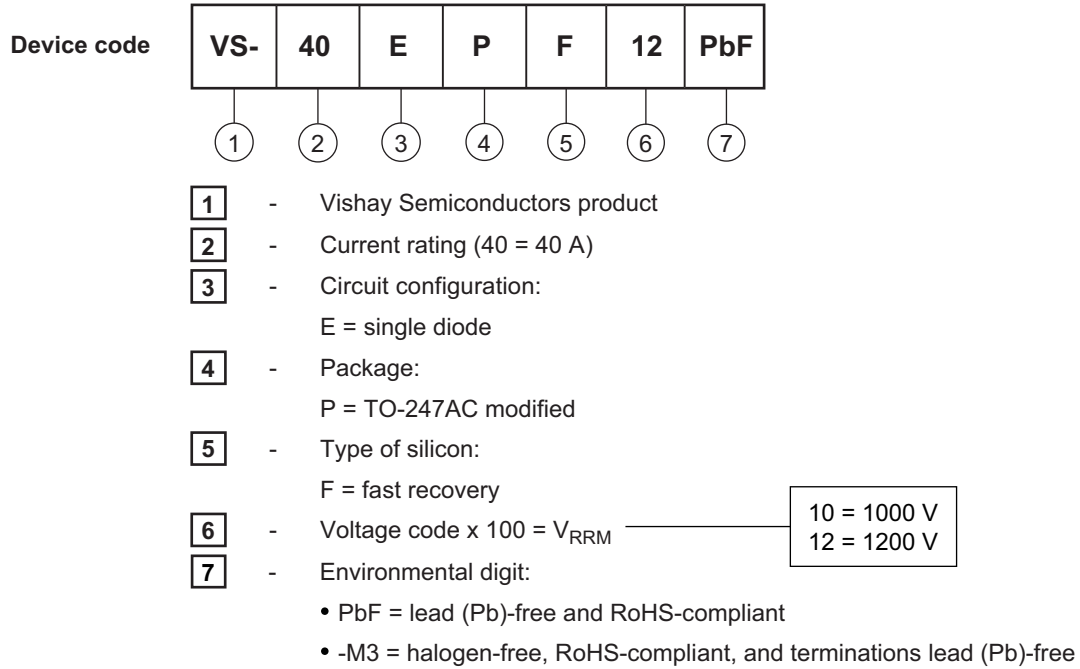 Device code
VS- 40 E P F 12 PbF
1 2 3 4 5 6 7
1 - Vishay Semiconductors product
2 - Current rating (40 = 40 A)
3 - Circuit configuration:
E = single diode
4 - Package:
P = TO-247AC modified
5 - Type of silicon:
F = fast recovery
6 - Voltage code x 100 = VRRM
10 = 1000 V
12 = 1200 V
7 - Environmental digit:
• PbF = lead (Pb)-free and RoHS-compliant
• -M3 = halogen-free, RoHS-compliant, and terminations lead (Pb)-free